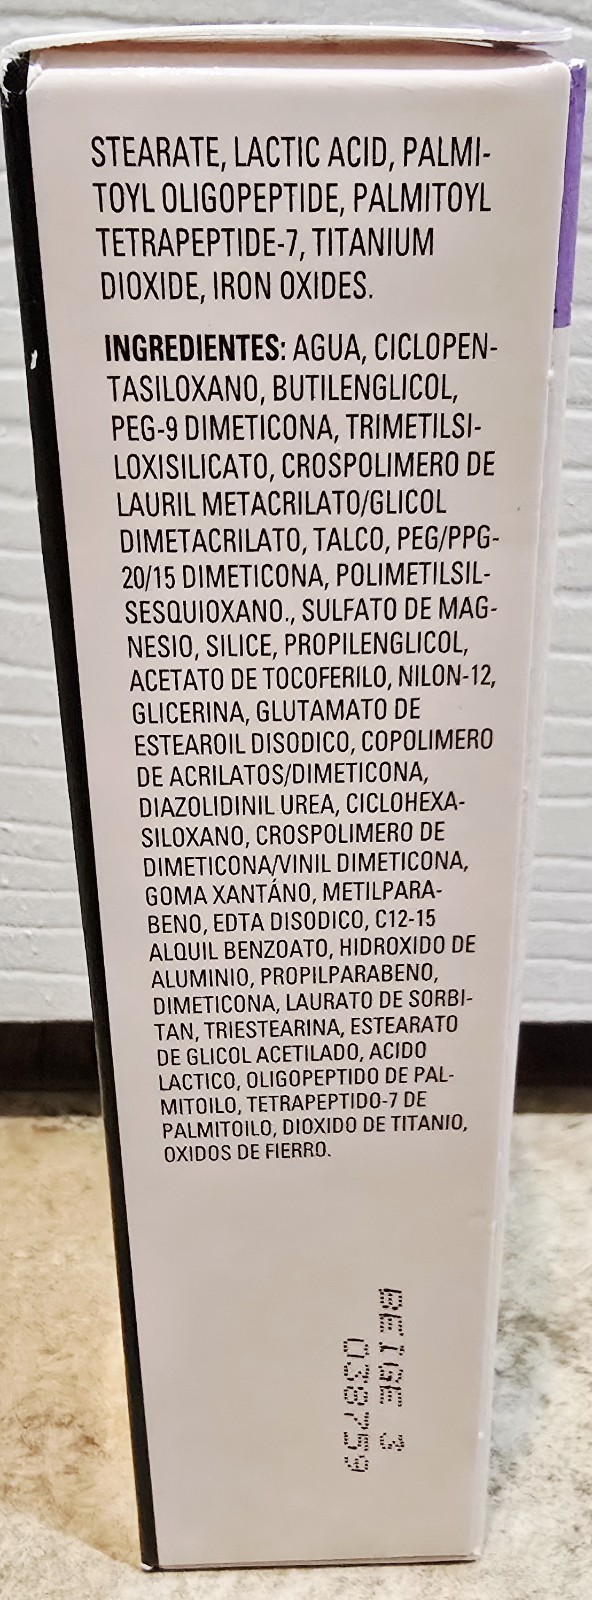 STEARATE, LACTIC ACID, PALMI-
TOYL OLIGOPEPTIDE, PALMITOYL
TETRAPEPTIDE-7, TITANIUM
DIOXIDE, IRON OXIDES.
INGREDIENTES: AGUA, CICLOPEN-
TASILOXANO, BUTILENGLICOL,
PEG-9 DIMETICONA, TRIMETILSI-
LOXISILICATO, CROSPOLIMERO DE
LAURIL METACRILATO/GLICOL
DIMETACRILATO, TALCO, PEG/PPG-
20/15 DIMETICONA, POLIMETILSIL-
SESQUIOXANO., SULFATO DE MAG-
NESIO, SILICE, PROPILENGLICOL,
ACETATO DE TOCOFERILO, NILON-12,
GLICERINA, GLUTAMATO DE
ESTEAROIL DISODICO, COPOLIMERO
DE ACRILATOS/DIMETICONA,
DIAZOLIDINIL UREA, CICLOHEXA-
SILOXANO, CROSPOLIMERO DE
DIMETICONA/VINIL DIMETICONA,
GOMA XANTÁNO, METILPARA-
BENO, EDTA DISODICO, C12-15
ALQUIL BENZOATO, HIDROXIDO DE
ALUMINIO, PROPILPARABENO,
DIMETICONA, LAURATO DE SORBI-
TAN, TRIESTEARINA, ESTEARATO
DE GLICOL ACETILADO, ACIDO
LACTICO, OLIGOPEPTIDO DE PAL-
MITOILO, TETRAPEPTIDO-7 DE
PALMITOILO, DIOXIDO DE TITANIO,
OXIDOS DE FIERRO.
BEIGE 3
038759